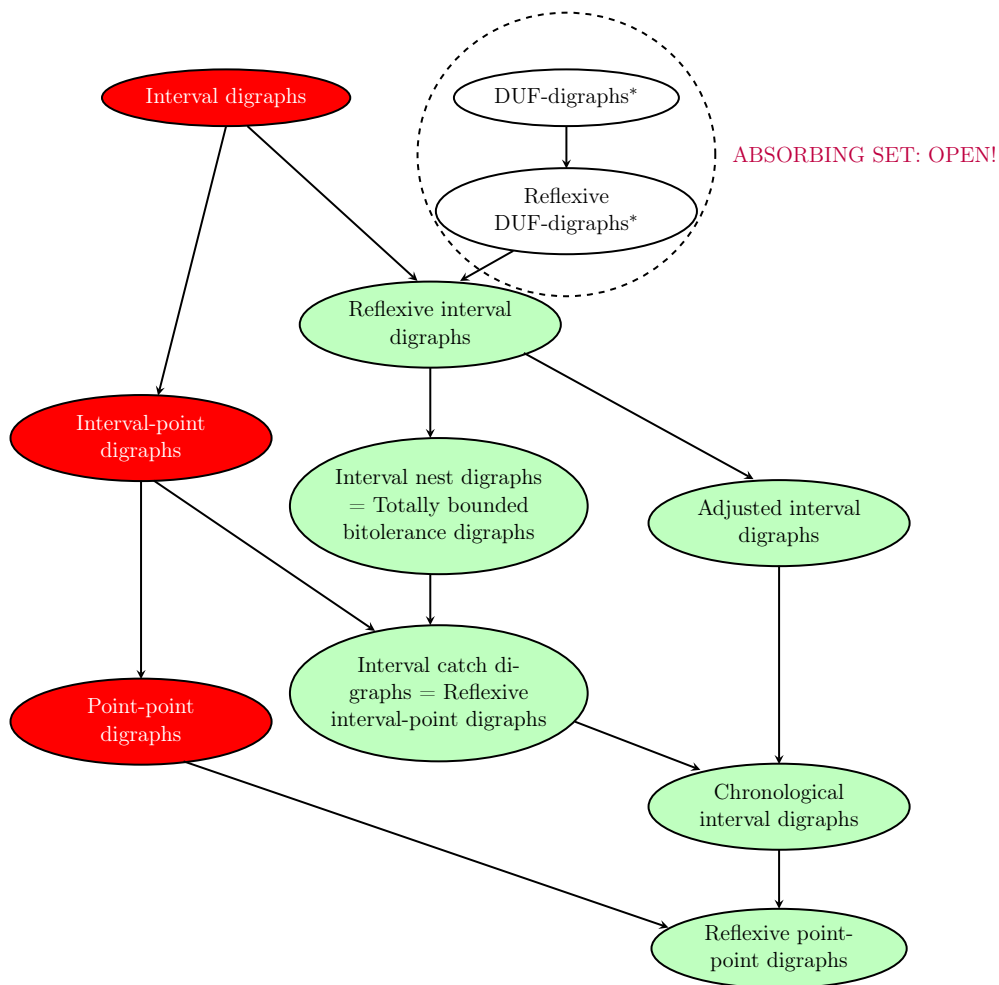 Interval digraphs
DUF-digraphs*
ABSORBING SET: OPEN!
Reflexive
DUF-digraphs*
Reflexive interval
digraphs
Interval-point
digraphs
Interval nest digraphs
= Totally bounded
bitolerance digraphs
Adjusted interval
digraphs
Interval catch di-
graphs = Reflexive
interval-point digraphs
Point-point
digraphs
Chronological
interval digraphs
Reflexive point-
point digraphs